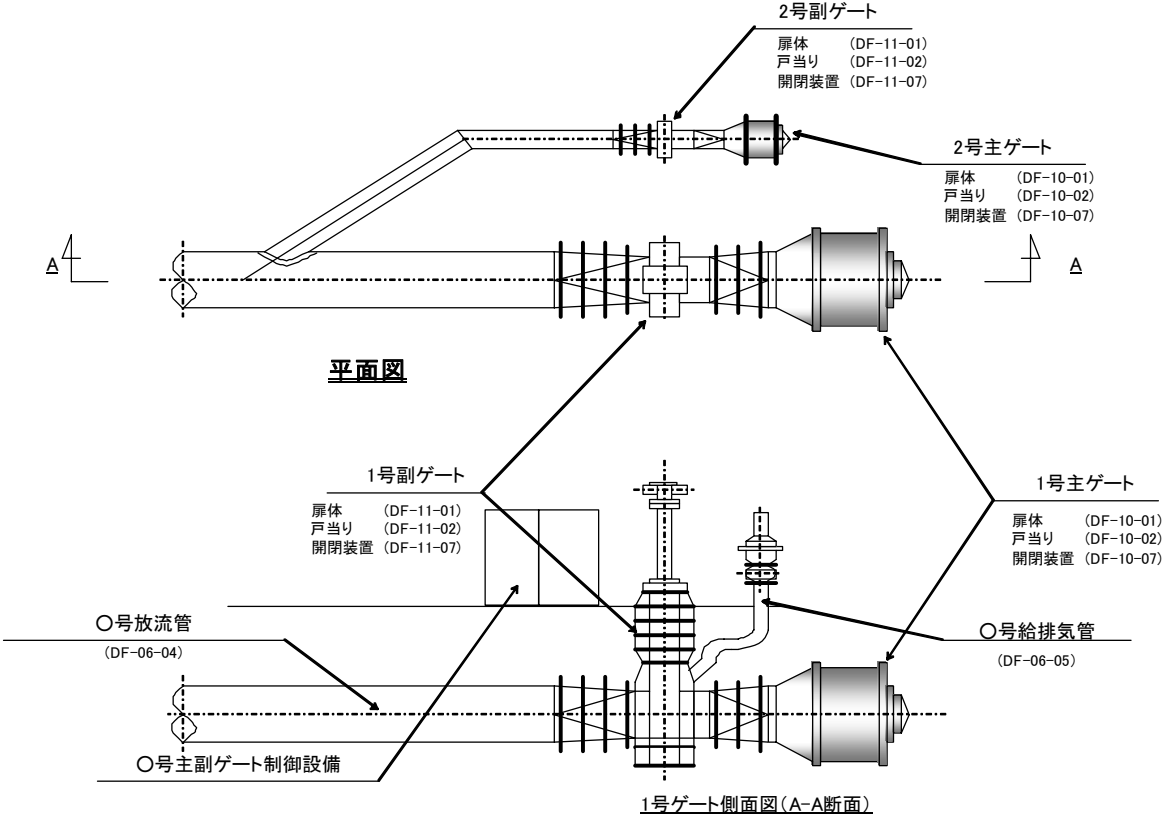 2号副ゲート
扉体 (DF-11-01)
戸当り (DF-11-02)
開閉装置 (DF-11-07)
2号主ゲート
扉体 (DF-10-01)
戸当り (DF-10-02)
開閉装置 (DF-10-07)
A
A
平面図
1号副ゲート
扉体 (DF-11-01)
戸当り (DF-11-02)
開閉装置 (DF-11-07)
1号主ゲート
扉体 (DF-10-01)
戸当り (DF-10-02)
開閉装置 (DF-10-07)
〇号放流管
(DF-06-04)
〇号給排気管
(DF-06-05)
〇号主副ゲート制御設備
1号ゲート側面図(A-A断面)